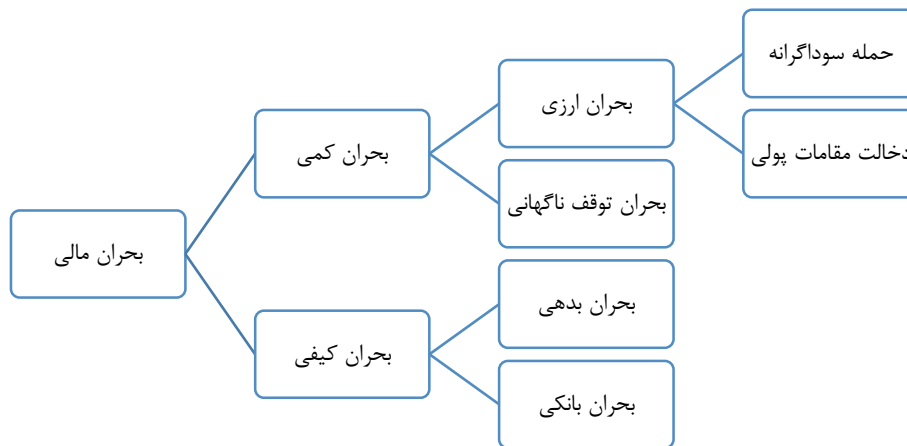 بحران مالی
بحران کمی
بحران ارزی
حمله سوداگرانه
دخالت مقامات پولی
بحران توقف ناگهانی
بحران کیفی
بحران بدهی
بحران بانکی